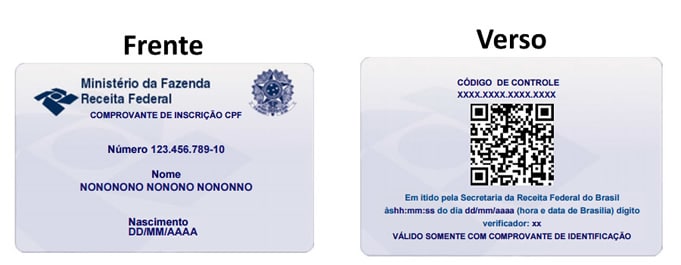 Frente
Ministério da Fazenda
Receita Federal
COMPROVANTE DE INSCRIÇÃO CPF
Número 123.456.789-10
Nome
NONONONO NONONO NONONNO
Nascimento
DD/MM/AAAA
Verso
CÓDIGO DE CONTROLE
XXXX.XXXX.XXXX.XXXX
Em itido pela Secretaria da Receita Federal do Brasil
àshh:mm:ss do dia dd/mm/aaaa (hora e data de Brasília) dígito
verificador: xx
VÁLIDO SOMENTE COM COMPROVANTE DE IDENTIFICAÇÃO